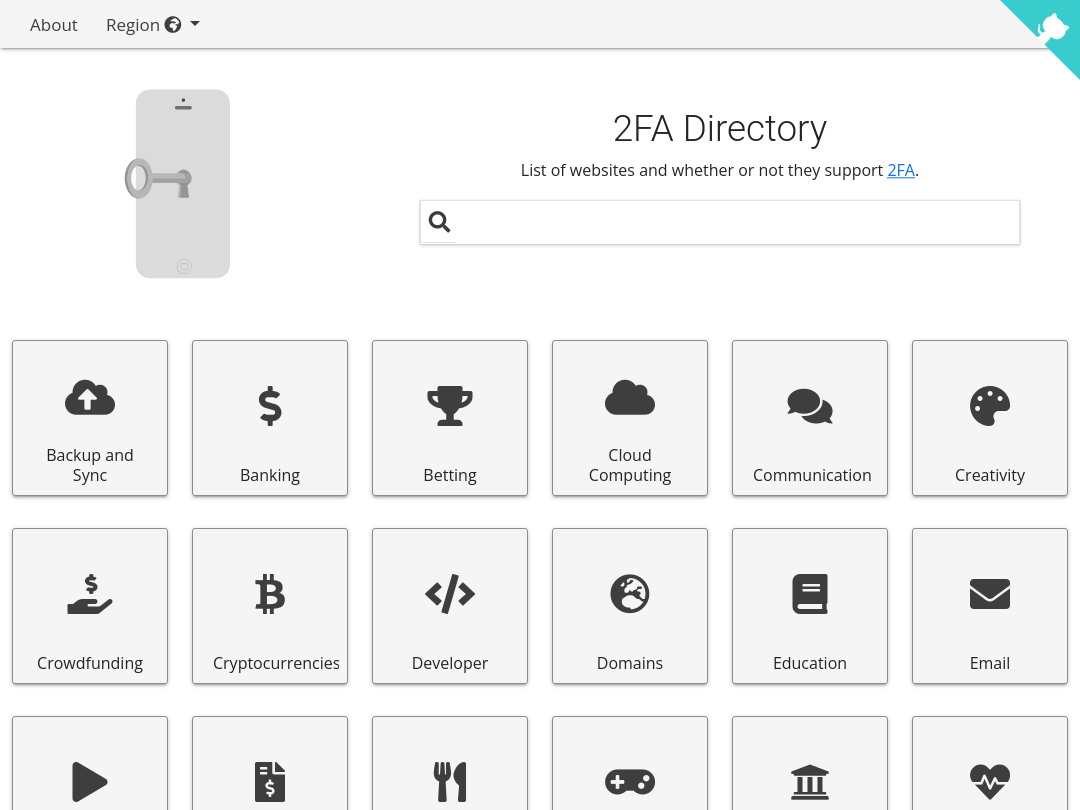 About
Region
2FA Directory
List of websites and whether or not they support 2FA.
Backup and
Sync
Banking
Betting
Cloud
Computing
Communication
Creativity
Crowdfunding
Cryptocurrencies
Developer
Domains
Education
Email